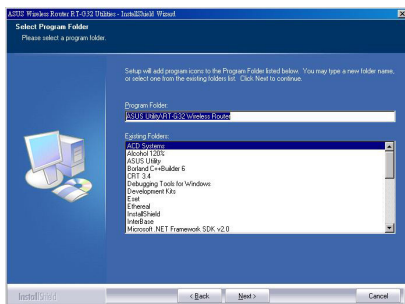 ASUS Wireless Router RT-G32 Utilities - InstallShield Wizard
Select Program Folder
Please select a program folder.
Setup will add program icons to the Program Folder listed below. You may type a new folder name,
or select one from the existing folders list. Click Next to continue.
Program Folder:
ASUS Utility\RT-G32 Wireless Router
Existing Folders:
ACD Systems
Alcohol 120%
ASUS Utility
Borland C++Builder 6
CRT 3.4
Debugging Tools for Windows
Development Kits
Eset
Ethereal
InstallShield
InterBase
Microsoft .NET Framework SDK v2.0
InstallShield
< Back
Next >
Cancel